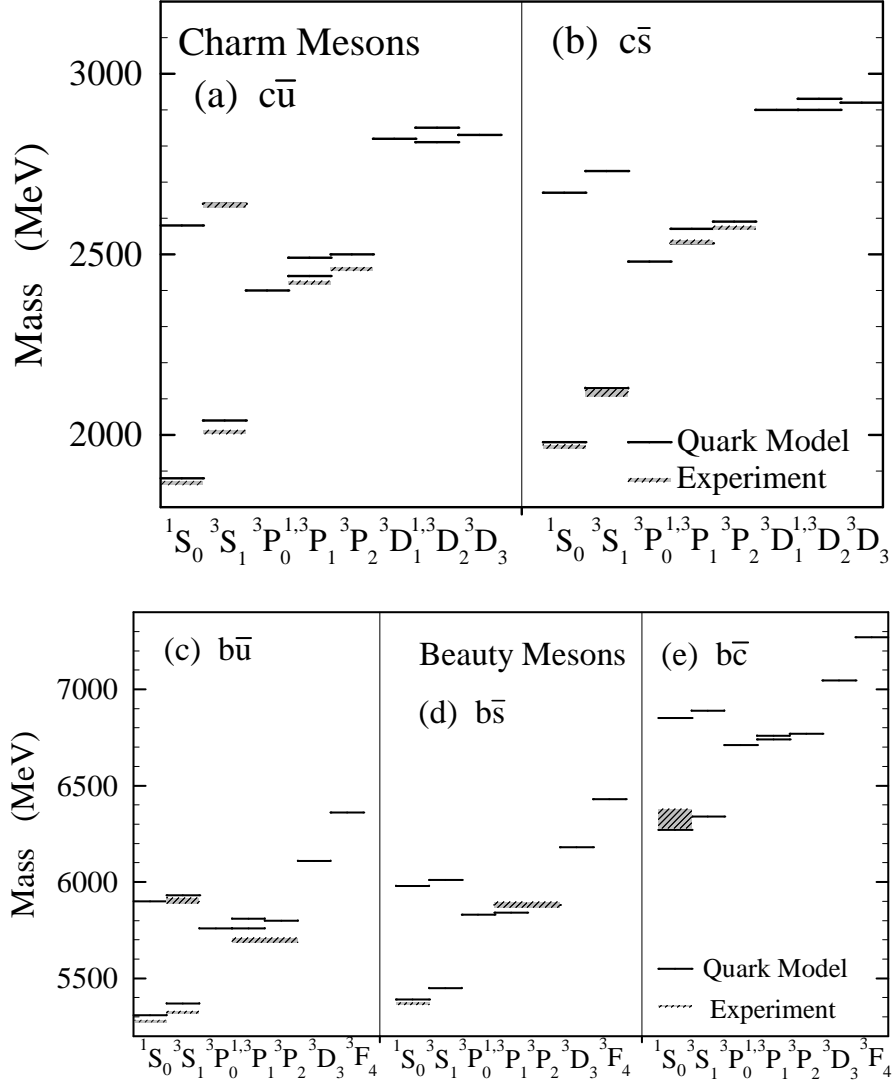 Charm Mesons
(a) cū
(b) cs̄
3000
2500
2000
Mass (MeV)
Quark Model
Experiment
¹S₀ ³S₁ ³P₀ ¹,³P₁ ³P₂ ³D₁ ¹,³D₂ ³D₃
¹S₀ ³S₁ ³P₀ ¹,³P₁ ³P₂ ³D₁ ¹,³D₂ ³D₃
(c) bū
Beauty Mesons
(d) bs̄
(e) bc̄
7000
6500
6000
5500
Mass (MeV)
Quark Model
Experiment
¹S₀ ³S₁ ³P₀ ¹,³P₁ ³P₂ ³D₃ ³F₄
¹S₀ ³S₁ ³P₀ ¹,³P₁ ³P₂ ³D₃ ³F₄
¹S₀ ³S₁ ³P₀ ¹,³P₁ ³P₂ ³D₃ ³F₄